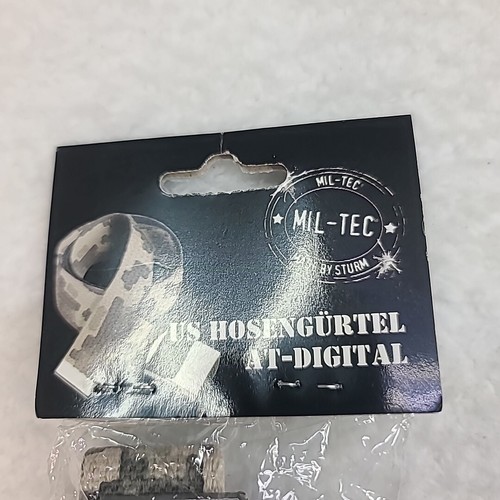 MIL-TEC
MIL-TEC
BY STURM
US HOSENGÜRTEL
AT-DIGITAL